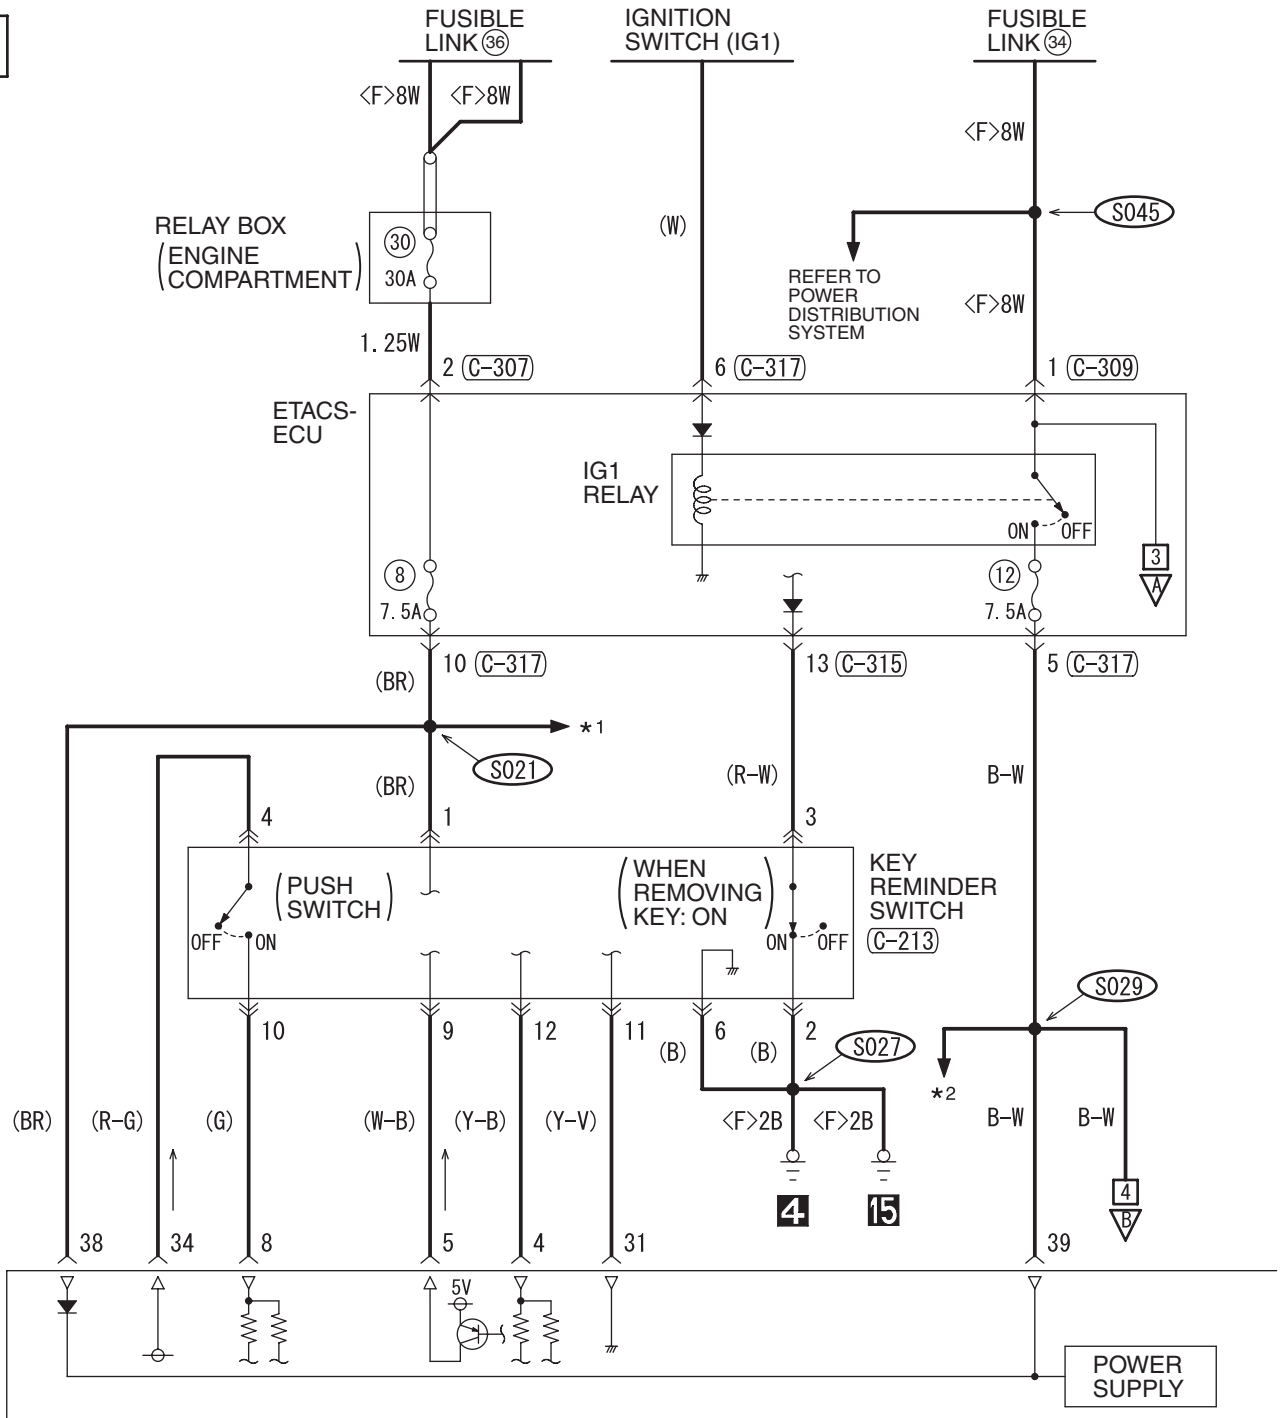 FUSIBLE
LINK 36
IGNITION
SWITCH (IG1)
FUSIBLE
LINK 34
<F>8W
<F>8W
<F>8W
(W)
S045
RELAY BOX
(ENGINE
COMPARTMENT)
30
30A
REFER TO
POWER
DISTRIBUTION
SYSTEM
<F>8W
1.25W
2 (C-307)
6 (C-317)
1 (C-309)
ETACS-
ECU
IG1
RELAY
ON
OFF
3
A
8
7.5A
12
7.5A
10 (C-317)
13 (C-315)
5 (C-317)
(BR)
*1
S021
(BR)
(R-W)
B-W
4
1
3
(PUSH
SWITCH)
(WHEN
REMOVING
KEY: ON)
KEY
REMINDER
SWITCH
(C-213)
OFF
ON
ON
OFF
S029
10
9
12
11
6
2
(B)
(B)
S027
*2
(BR)
(R-G)
(G)
(W-B)
(Y-B)
(Y-V)
<F>2B
<F>2B
B-W
B-W
4
15
4
B
38
34
8
5
4
31
39
5V
POWER
SUPPLY